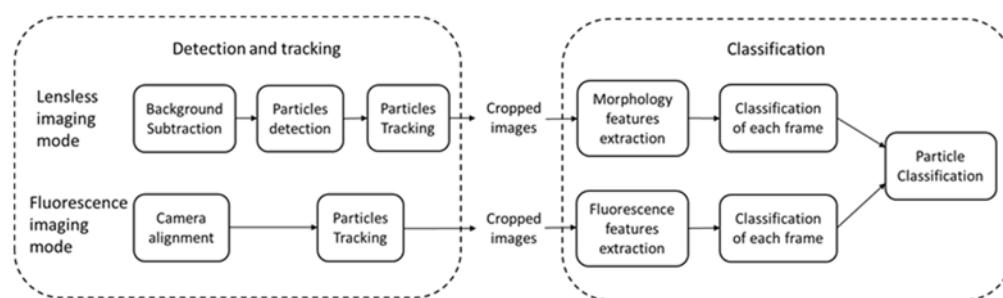 Detection and tracking
Classification
Lensless
imaging
mode
Background
Subtraction
Particles
detection
Particles
Tracking
Cropped
images
Morphology
features
extraction
Classification
of each frame
Particle
Classification
Fluorescence
imaging
mode
Camera
alignment
Particles
Tracking
Cropped
images
Fluorescence
features
extraction
Classification
of each frame